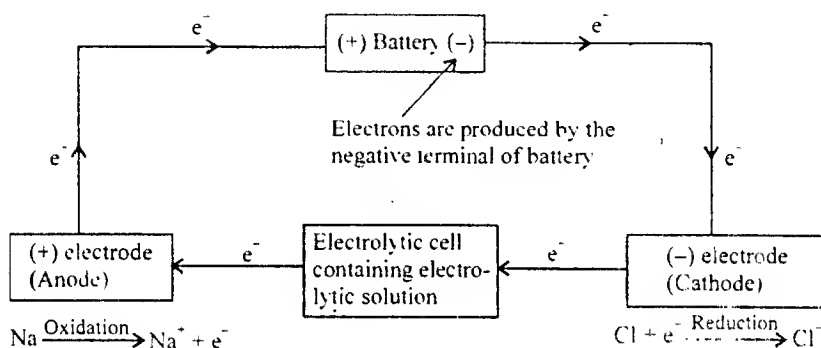 e⁻
(+) Battery (–)
e⁻
Electrons are produced by the
negative terminal of battery
e⁻
e⁻
(+) electrode
(Anode)
e⁻
Electrolytic cell
containing electro-
lytic solution
e⁻
(–) electrode
(Cathode)
Na Oxidation Na⁺ + e⁻
Cl + e⁻ Reduction Cl⁻